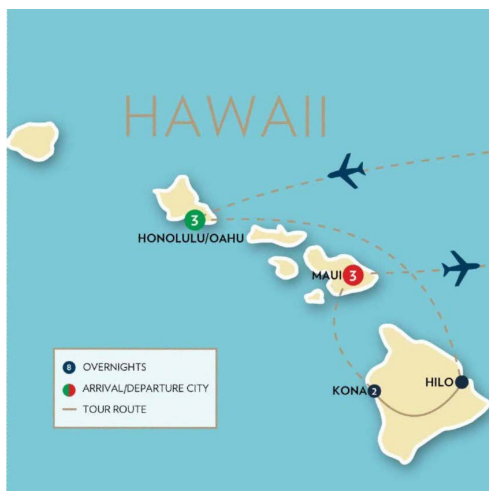 HAWAII
3
HONOLULU/OAHU
MAUI 3
KONA 2
HILO
8 OVERNIGHTS
ARRIVAL/DEPARTURE CITY
TOUR ROUTE